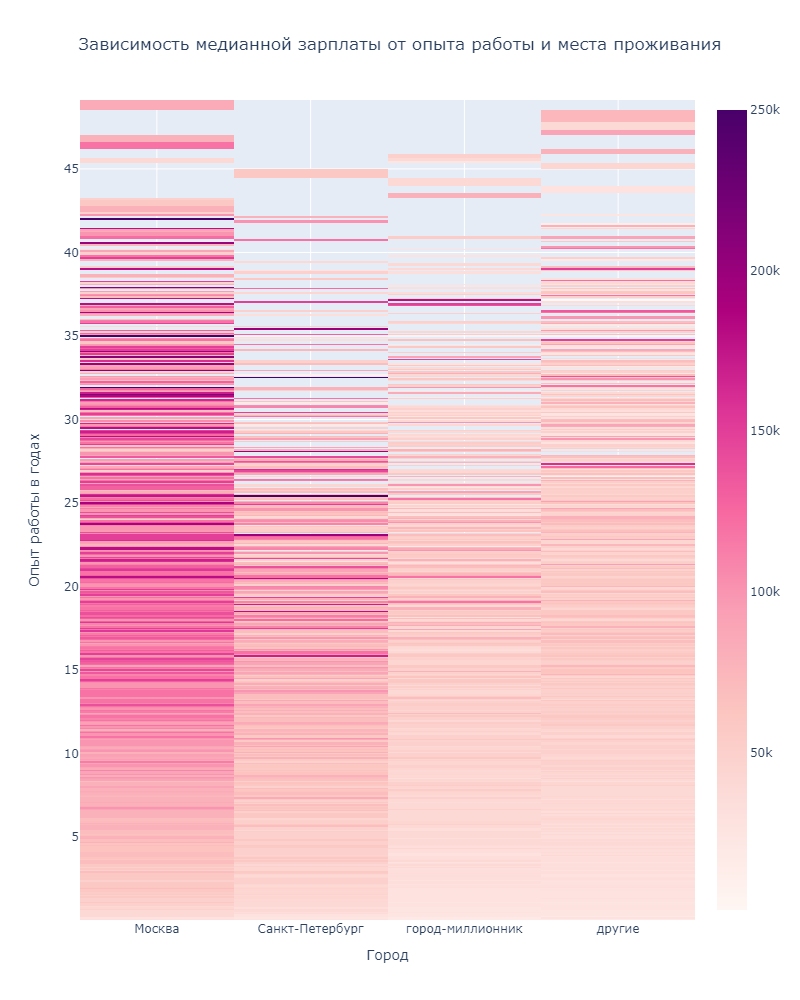 Зависимость медианной зарплаты от опыта работы и места проживания
250k
200k
150k
100k
50k
45
40
35
30
25
20
15
10
5
Опыт работы в годах
Москва
Санкт-Петербург
город-миллионник
другие
Город